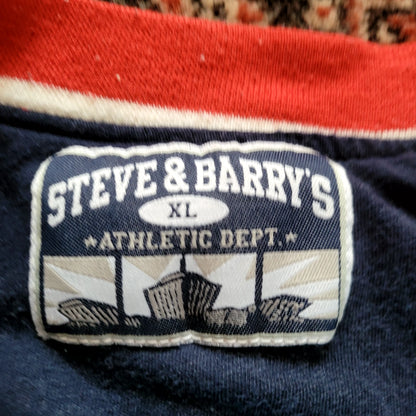 STEVE & BARRY'S
XL
★ATHLETIC DEPT.★